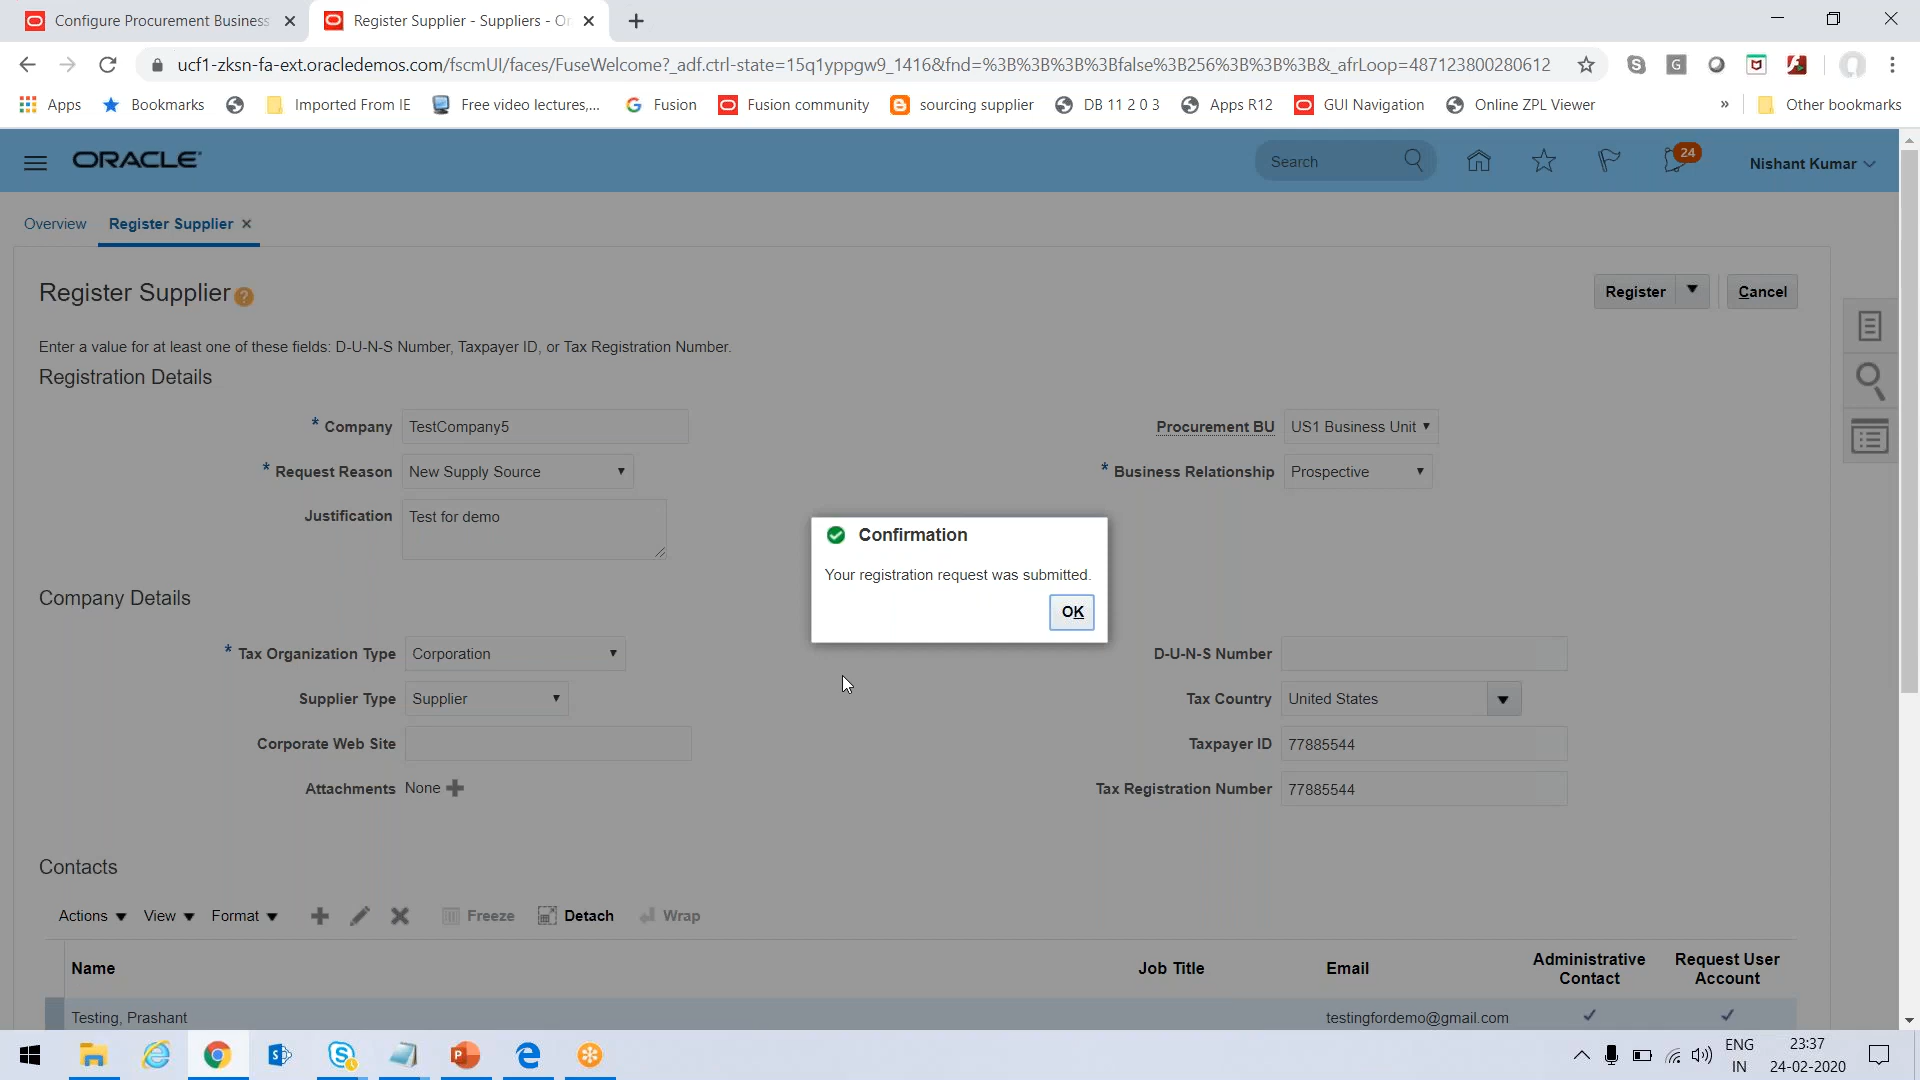 Configure Procurement Business
Register Supplier - Suppliers - Or
ucf1-zksn-fa-ext.oracledemos.com/fscmUI/faces/FuseWelcome?_adf.ctrl-state=15q1yppgw9_1416&fnd=%3B%3B%3B%3Bfalse%3B256%3B%3B%3B&_afrLoop=487123800280612
Apps Bookmarks Imported From IE Free video lectures,... Fusion Fusion community sourcing supplier DB 11 2 0 3 Apps R12 GUI Navigation Online ZPL Viewer » Other bookmarks
ORACLE Search 24 Nishant Kumar
Overview Register Supplier
Register Supplier ?
Register Cancel
Enter a value for at least one of these fields: D-U-N-S Number, Taxpayer ID, or Tax Registration Number.
Registration Details
* Company TestCompany5 Procurement BU US1 Business Unit
* Request Reason New Supply Source * Business Relationship Prospective
Justification Test for demo
Confirmation
Your registration request was submitted.
OK
Company Details
* Tax Organization Type Corporation D-U-N-S Number
Supplier Type Supplier Tax Country United States
Corporate Web Site Taxpayer ID 77885544
Attachments None Tax Registration Number 77885544
Contacts
Actions View Format Freeze Detach Wrap
Name Job Title Email Administrative Contact Request User Account
Testing, Prashant testingfordemo@gmail.com
ENG 23:37
IN 24-02-2020